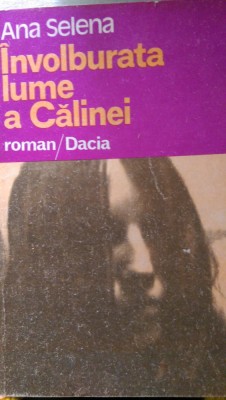 Ana Selena
Învolburata
lume
a Călinei
roman/Dacia